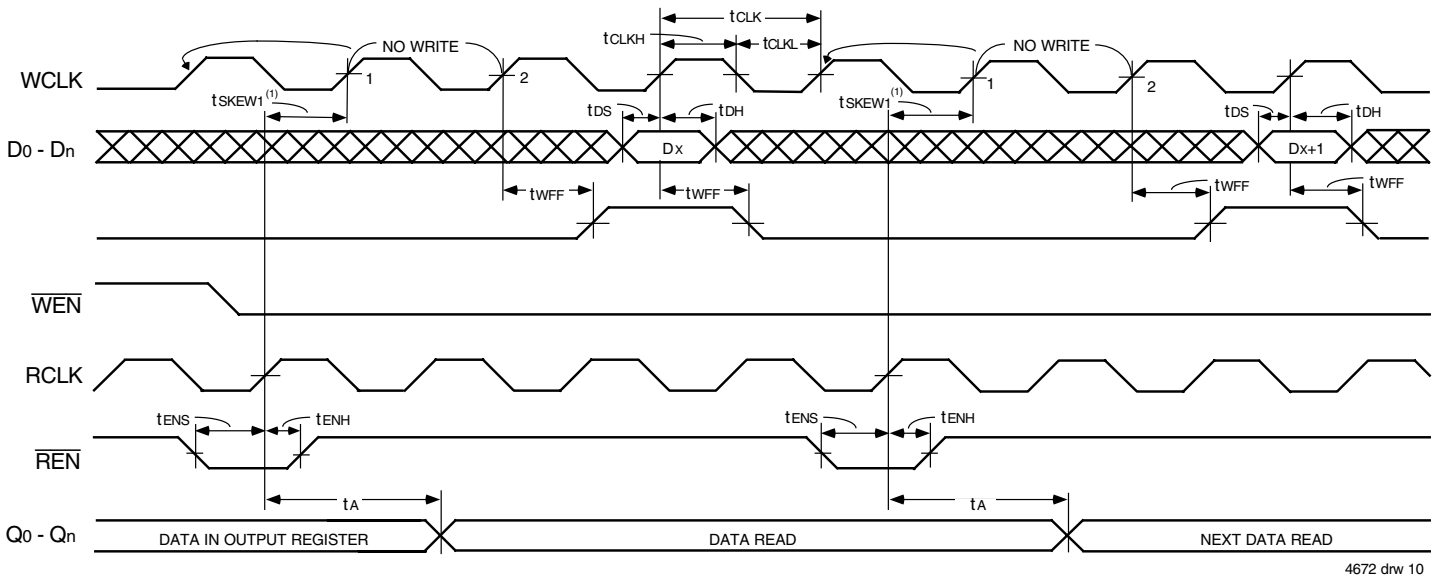 tCLK
NO WRITE
tCLKH
tCLKL
NO WRITE
WCLK
1
2
1
2
tSKEW1(1)
tDS
tDH
tSKEW1(1)
tDS
tDH
D0 - Dn
Dx
Dx+1
tWFF
tWFF
tWFF
tWFF
WEN
RCLK
tENS
tENH
tENS
tENH
REN
tA
tA
Q0 - Qn
DATA IN OUTPUT REGISTER
DATA READ
NEXT DATA READ
4672 drw 10